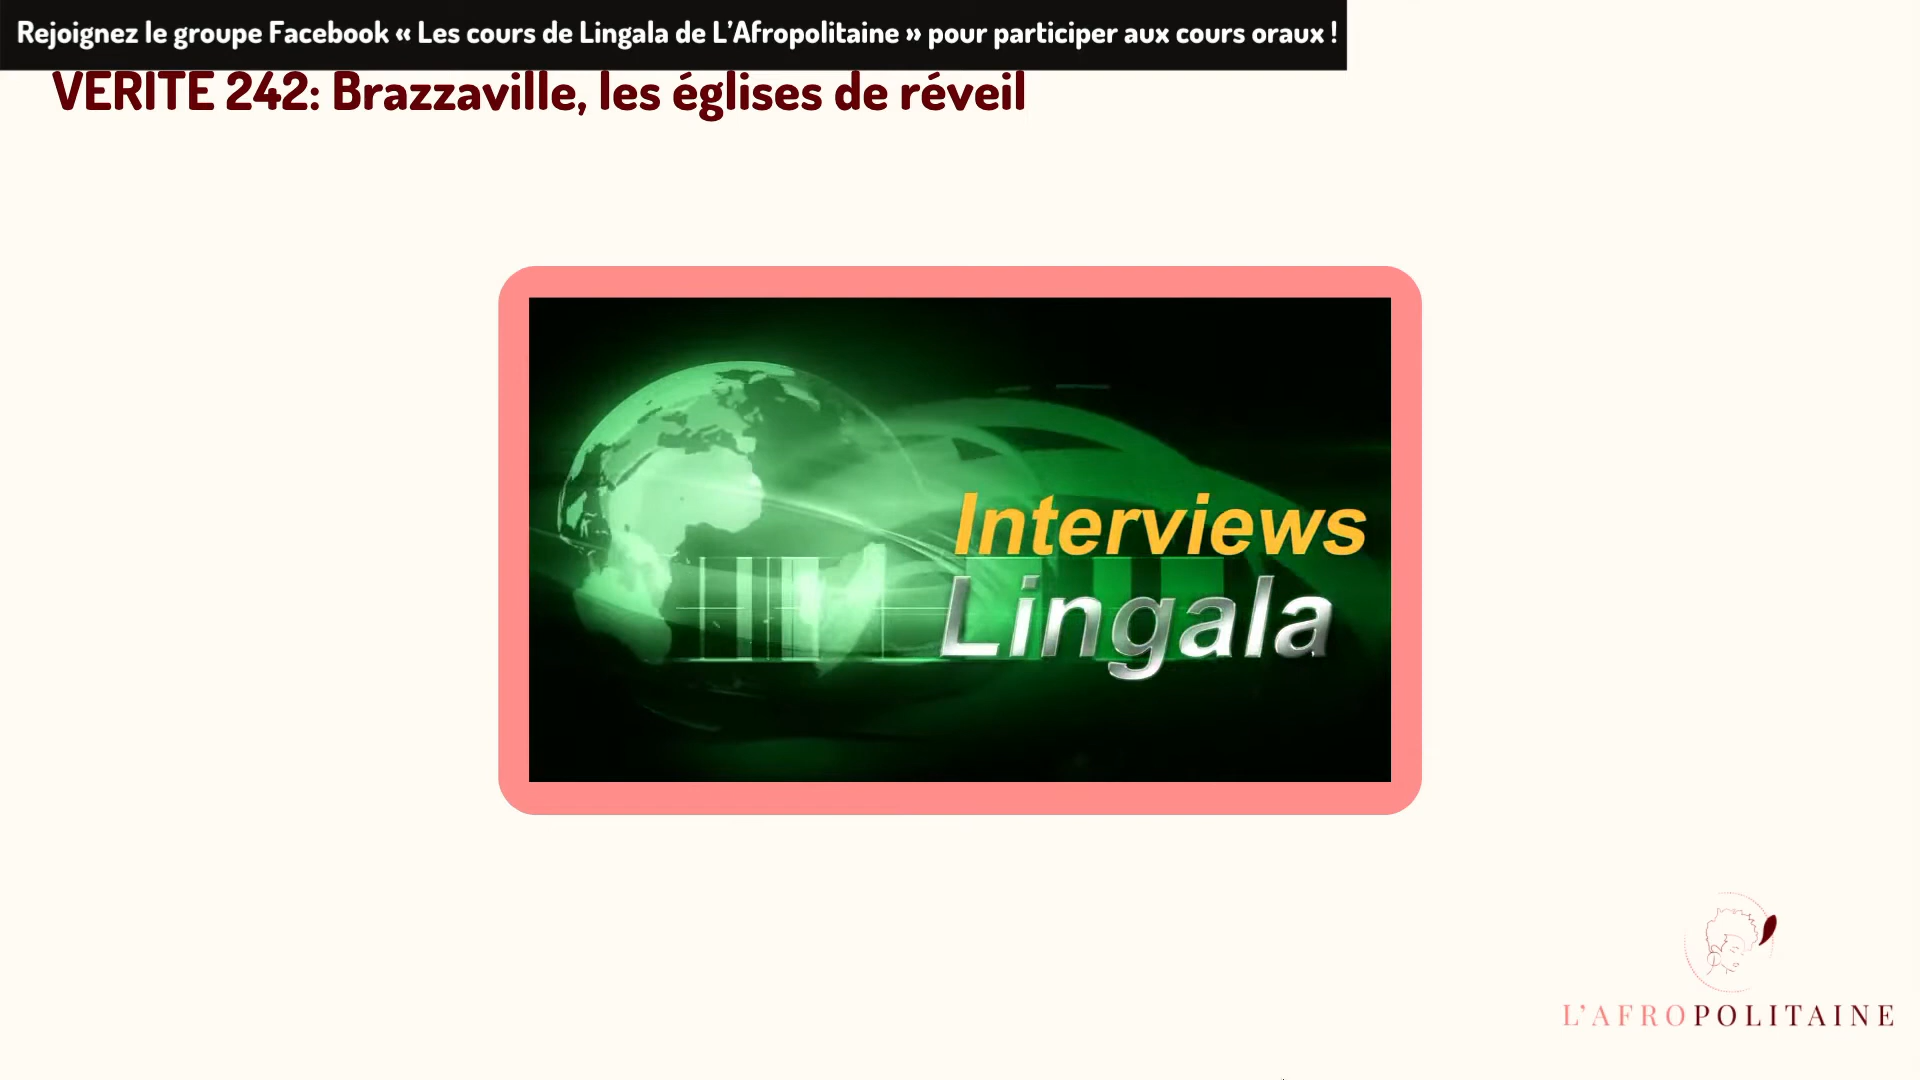 Rejoignez le groupe Facebook « Les cours de Lingala de L’Afropolitaine » pour participer aux cours oraux !
VERITE 242: Brazzaville, les églises de réveil
Interviews
Lingala
L’AFROPOLITAINE